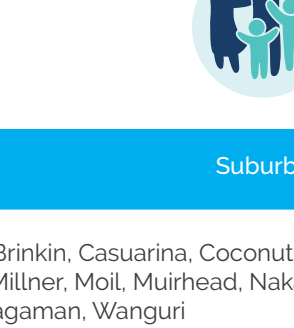 Suburb
Brinkin, Casuarina, Coconut
Millner, Moil, Muirhead, Nak
agaman, Wanguri